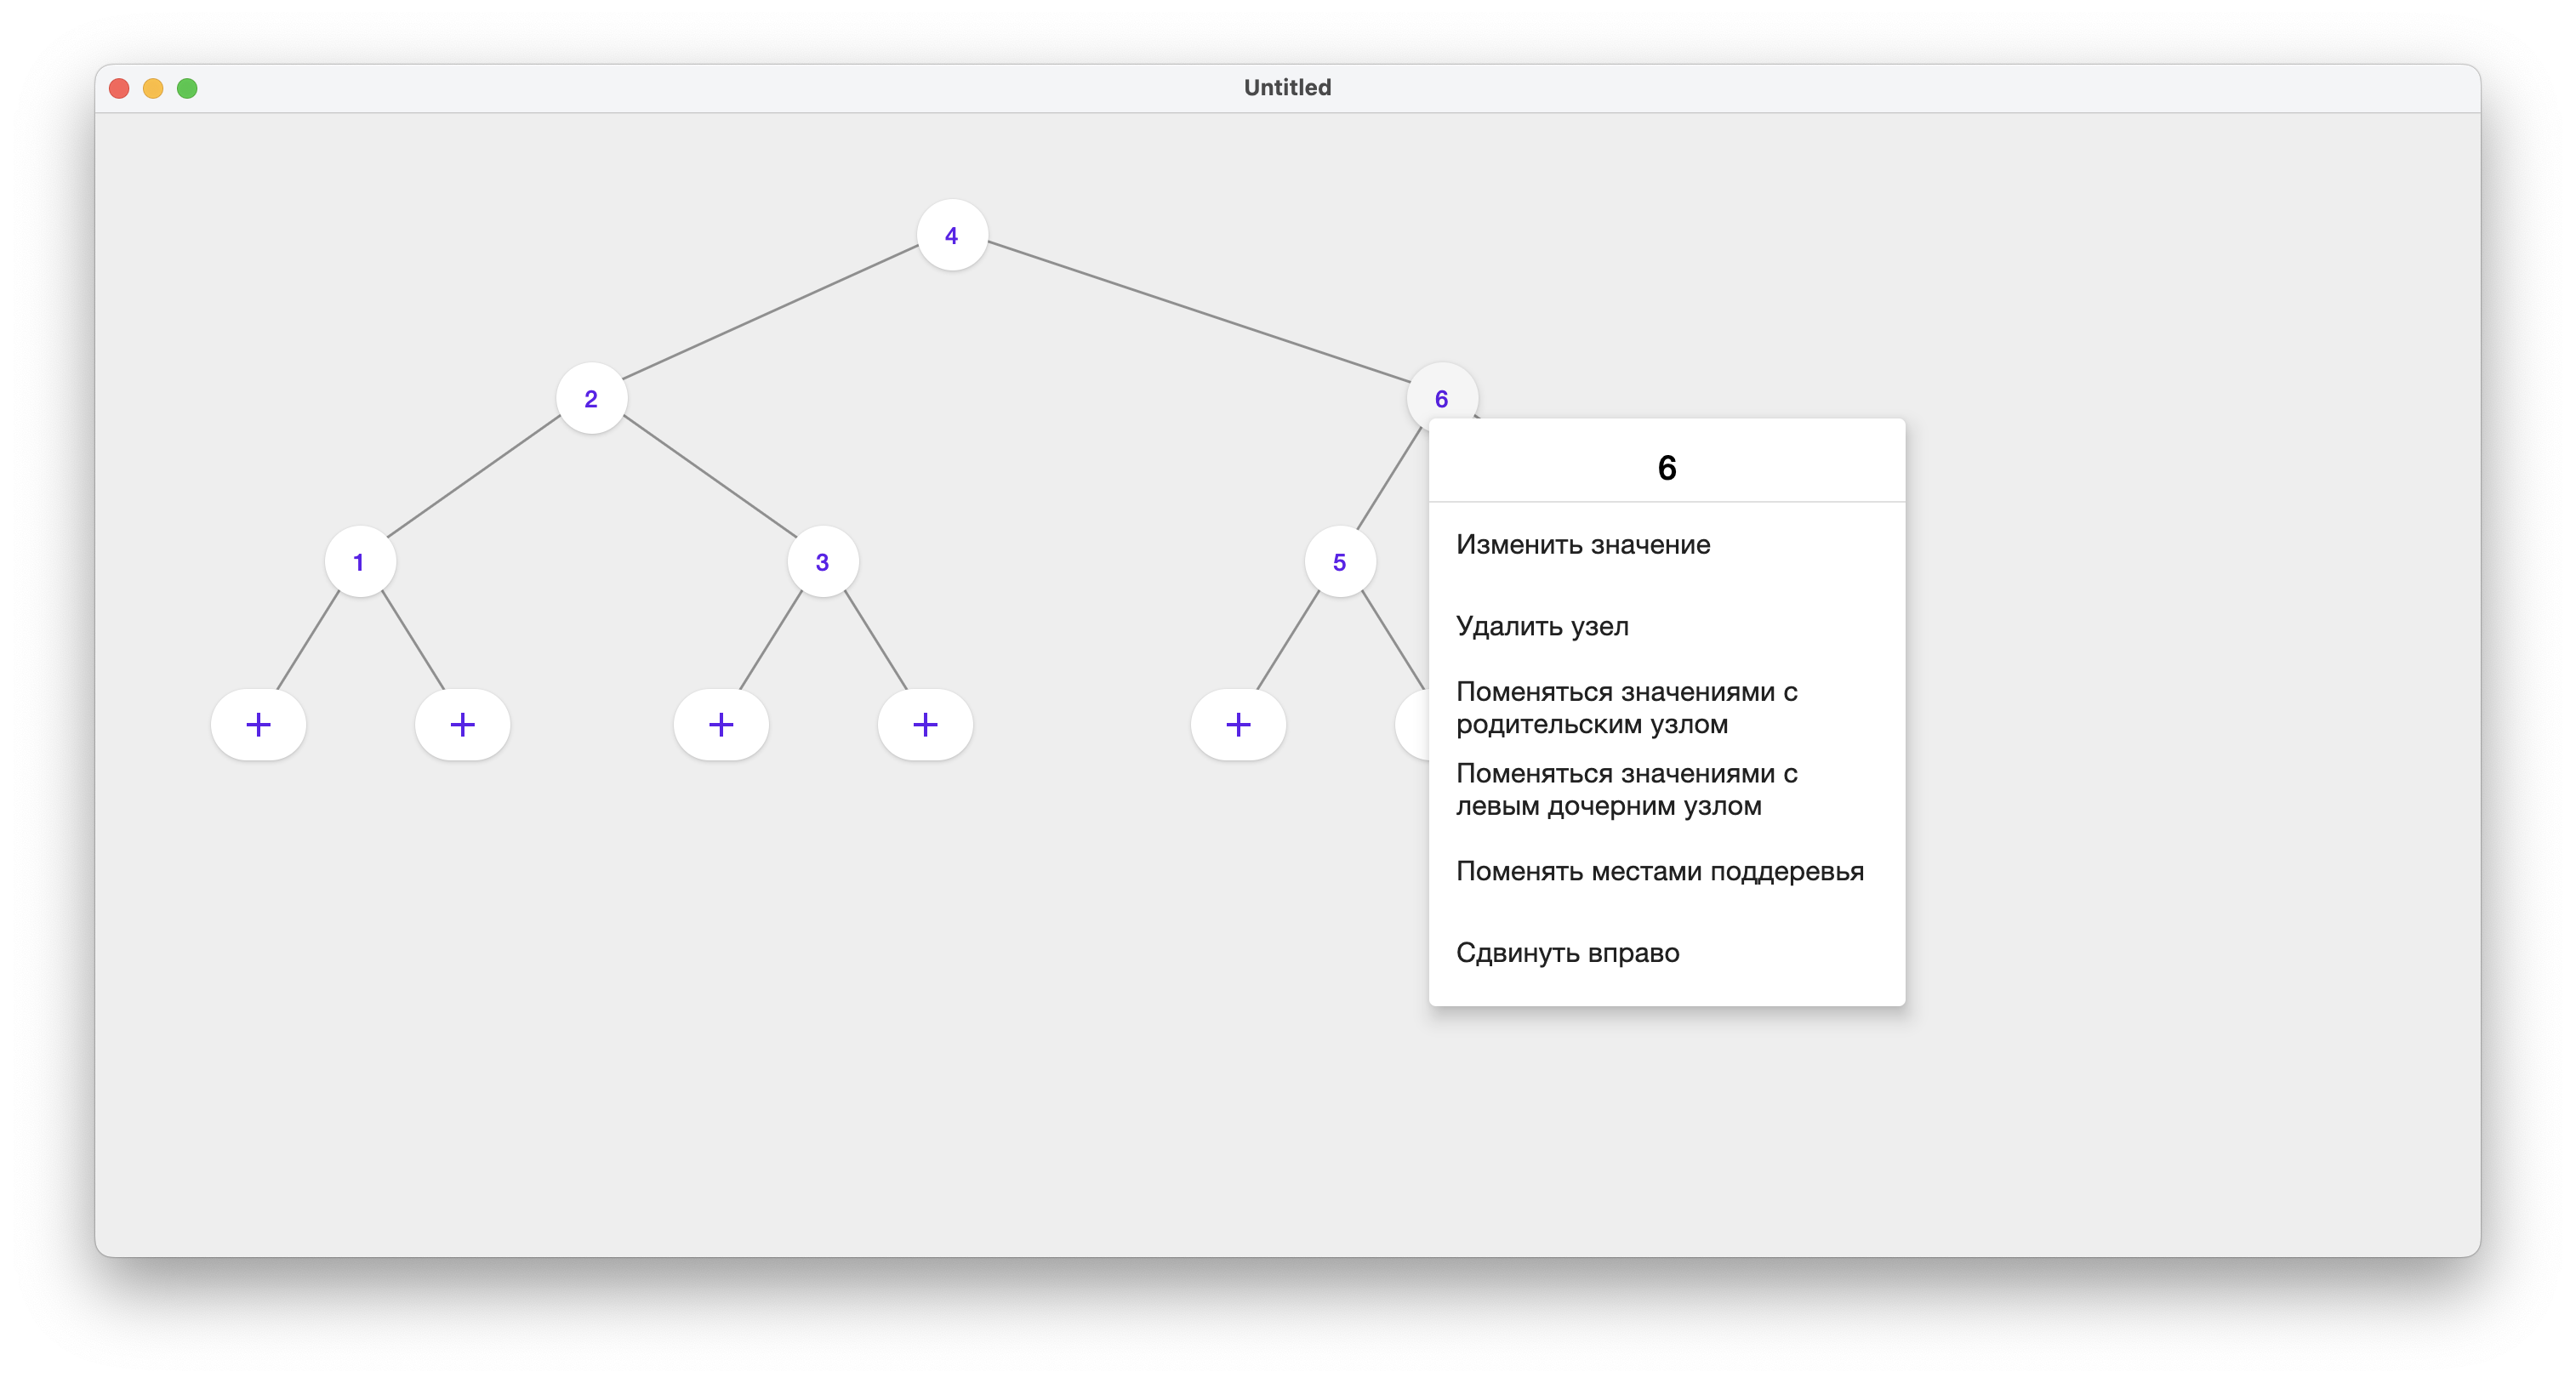 Untitled
4
2
6
6
1
3
5
Изменить значение
Удалить узел
Поменяться значениями с
родительским узлом
Поменяться значениями с
левым дочерним узлом
Поменять местами поддеревья
Сдвинуть вправо
+
+
+
+
+